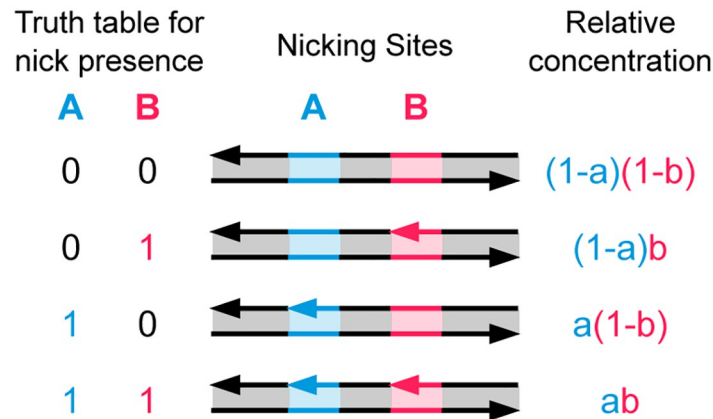 Truth table for
nick presence
Nicking Sites
Relative
concentration
A B A B
0 0 (1-a)(1-b)
0 1 (1-a)b
1 0 a(1-b)
1 1 ab